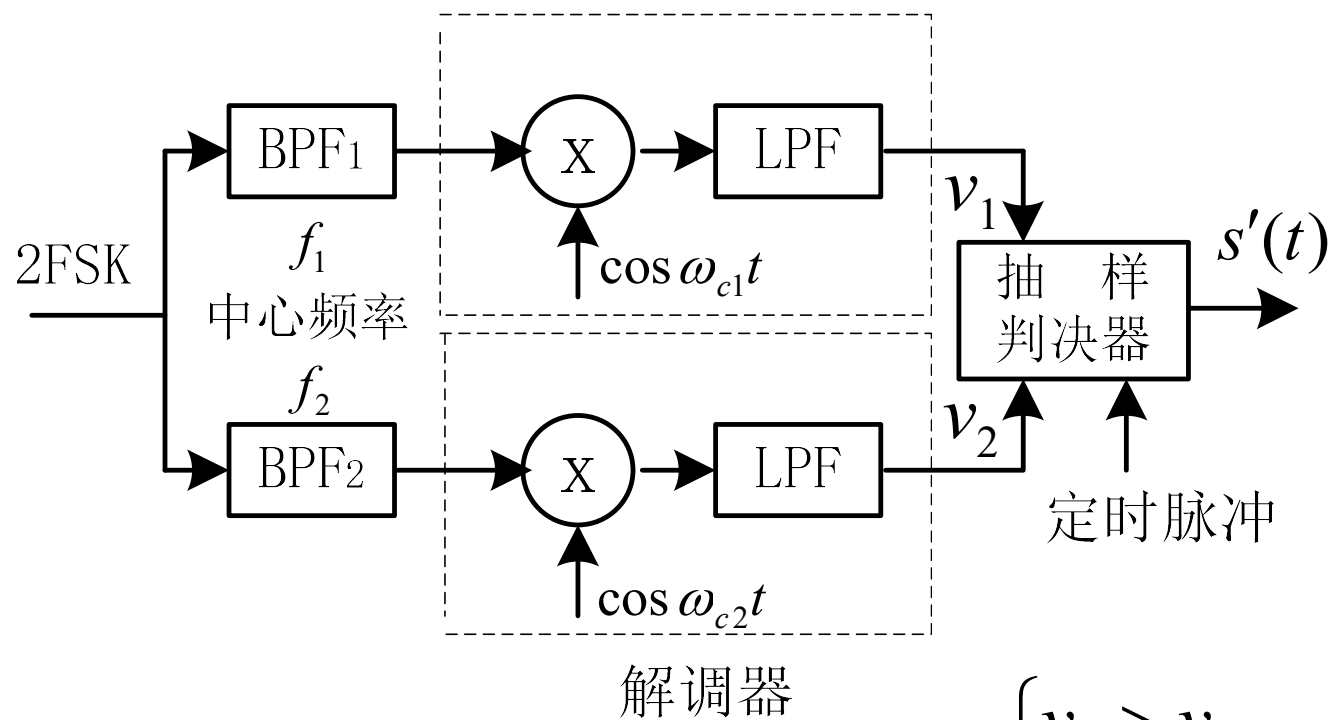 BPF1
X
LPF
v1
cos ωc1t
2FSK
f1
中心频率
f2
抽 样
判决器
s′(t)
BPF2
X
LPF
v2
cos ωc2t
定时脉冲
解调器